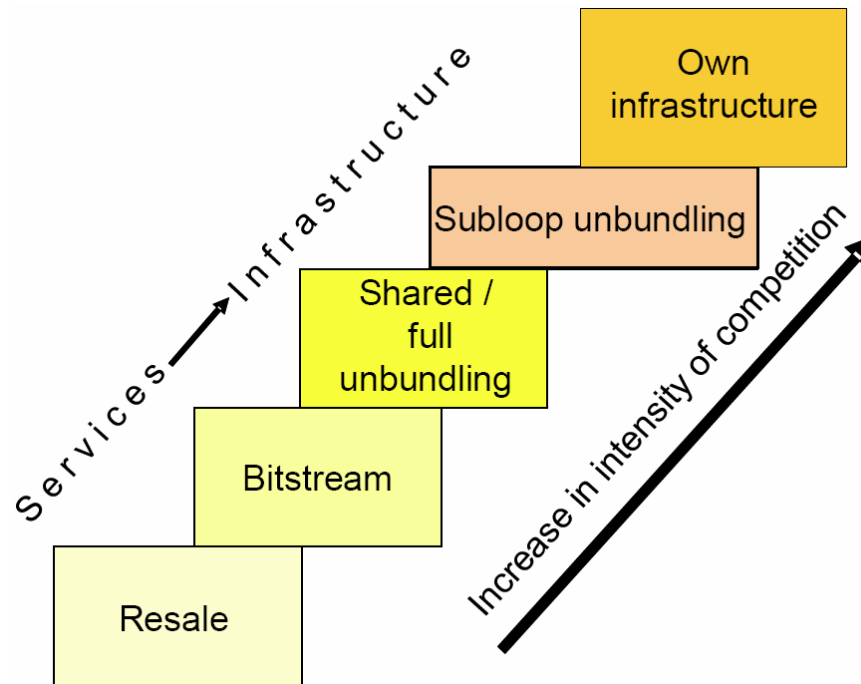 Own
infrastructure
Subloop unbundling
Shared /
full
unbundling
Bitstream
Resale
Services
Infrastructure
Increase in intensity of competition